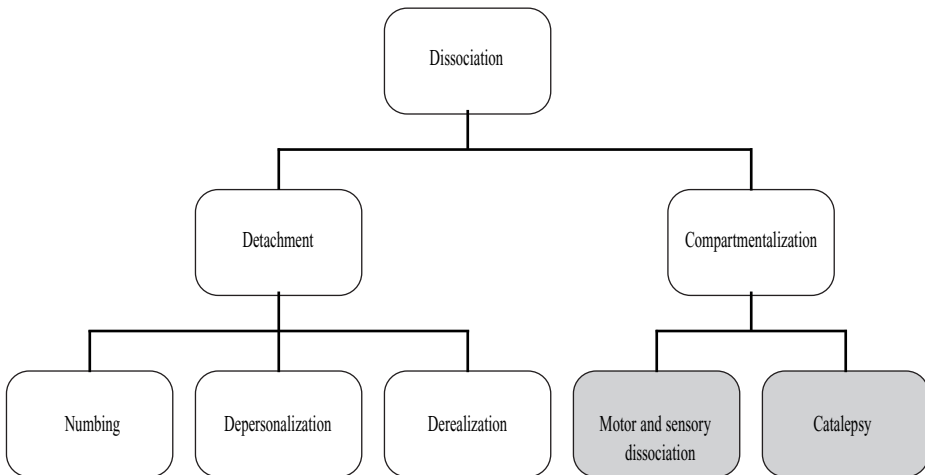 Dissociation
Detachment
Compartmentalization
Numbing
Depersonalization
Derealization
Motor and sensory
dissociation
Catalepsy